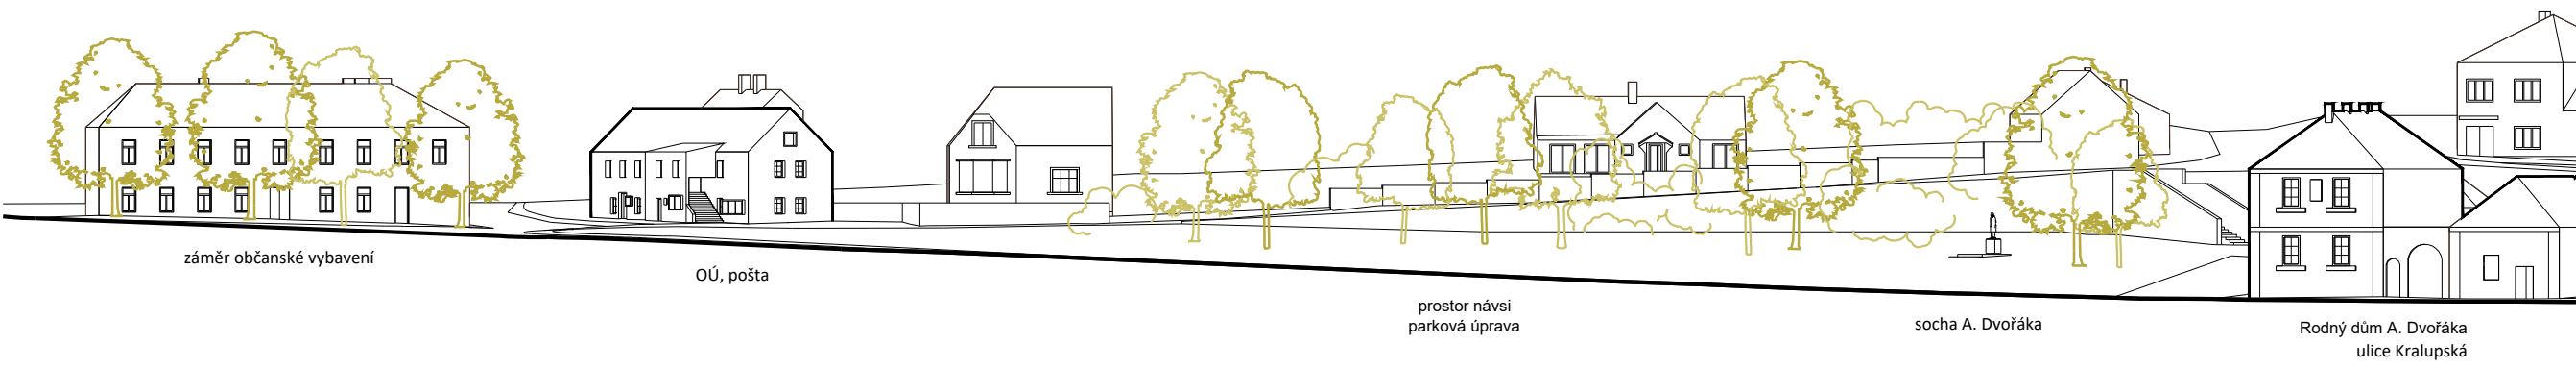 záměr občanské vybavení
OÚ, pošta
prostor návsi
parková úprava
socha A. Dvořáka
Rodný dům A. Dvořáka
ulice Kralupská